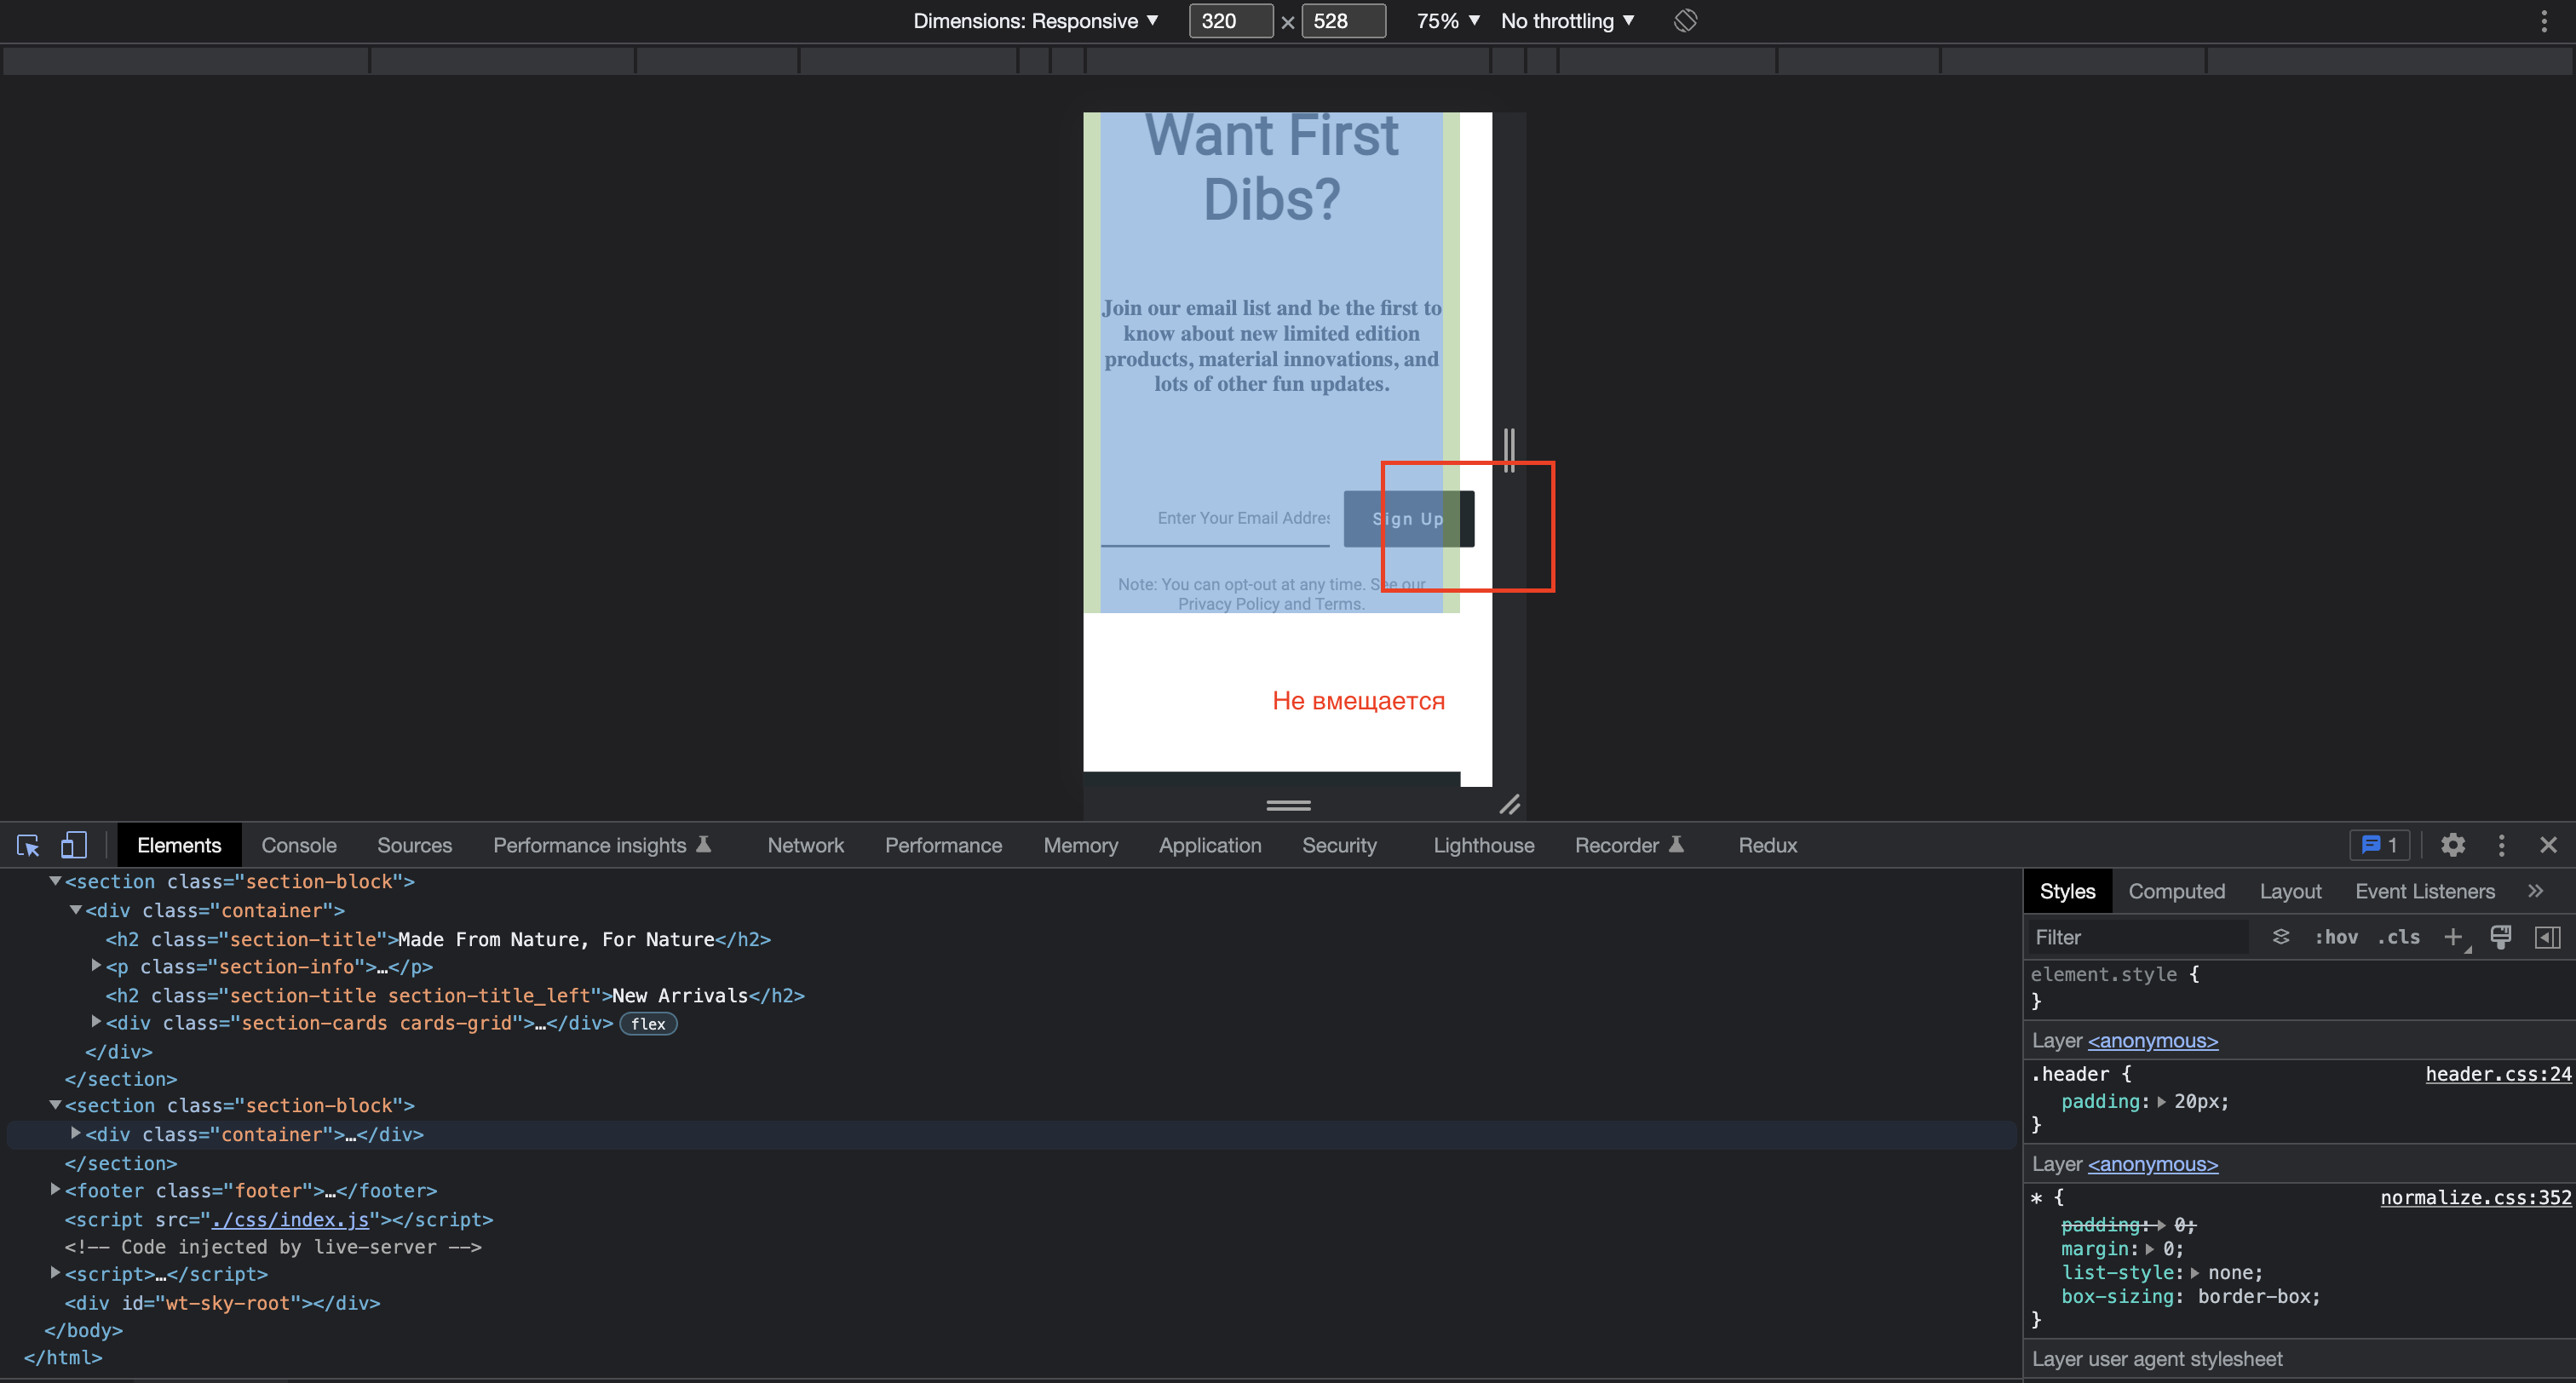 Dimensions: Responsive ▼ 320 × 528 75% ▼ No throttling ▼
Want First
Dibs?
Join our email list and be the first to
know about new limited edition
products, material innovations, and
lots of other fun updates.
Enter Your Email Addres
Sign Up
Note: You can opt-out at any time. See our
Privacy Policy and Terms.
Не вмещается
Elements Console Sources Performance insights Network Performance Memory Application Security Lighthouse Recorder Redux 1
<section class="section-block">
<div class="container">
<h2 class="section-title">Made From Nature, For Nature</h2>
<p class="section-info">…</p>
<h2 class="section-title section-title_left">New Arrivals</h2>
<div class="section-cards cards-grid">…</div> flex
</div>
</section>
<section class="section-block">
<div class="container">…</div>
</section>
<footer class="footer">…</footer>
<script src="./css/index.js"></script>
<!-- Code injected by live-server -->
<script>…</script>
<div id="wt-sky-root"></div>
</body>
</html>
Styles Computed Layout Event Listeners »
Filter :hov .cls +
element.style {
}
Layer <anonymous>
.header { header.css:24
padding: 20px;
}
Layer <anonymous>
* { normalize.css:352
padding: 0;
margin: 0;
list-style: none;
box-sizing: border-box;
}
Layer user agent stylesheet